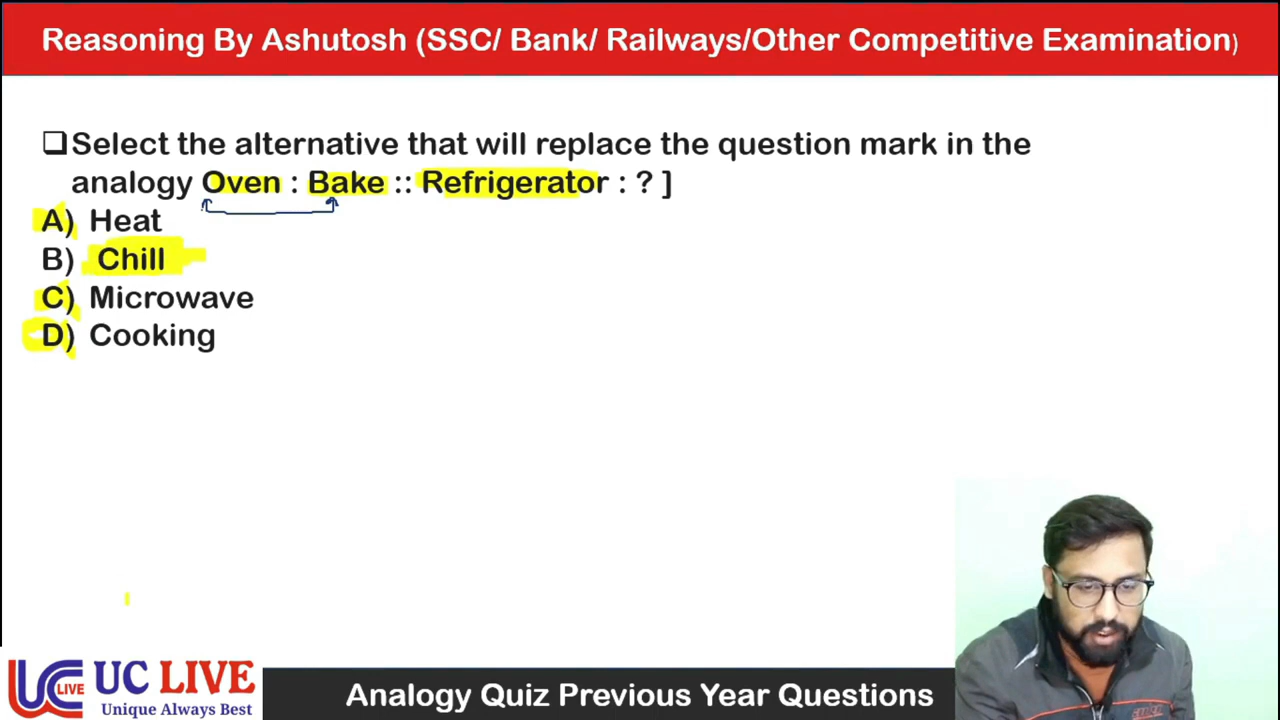 Reasoning By Ashutosh (SSC/ Bank/ Railways/Other Competitive Examination)
❑Select the alternative that will replace the question mark in the
analogy Oven : Bake :: Refrigerator : ? ]
A) Heat
B) Chill
C) Microwave
D) Cooking
UC LIVE
UC LIVE
Unique Always Best
Analogy Quiz Previous Year Questions